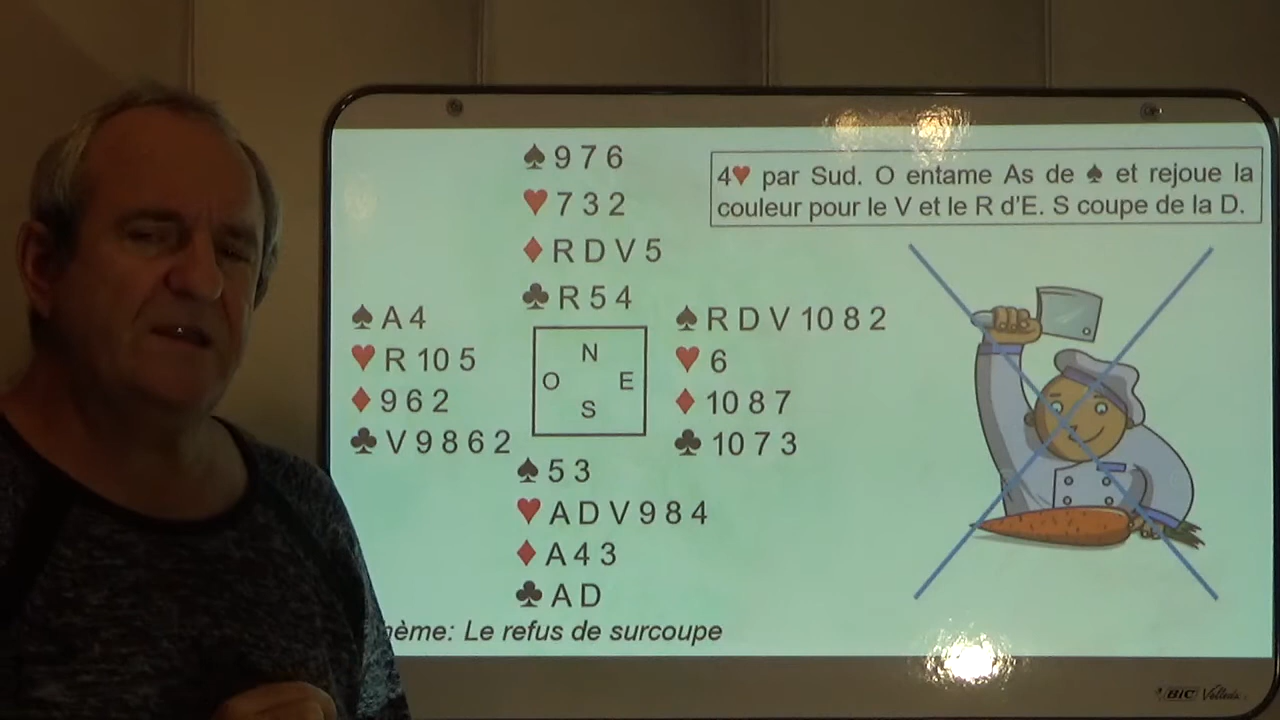 ♠ 9 7 6
♥ 7 3 2
♦ R D V 5
♣ R 5 4
4♥ par Sud. O entame As de ♠ et rejoue la
couleur pour le V et le R d'E. S coupe de la D.
♠ A 4
♥ R 10 5
♦ 9 6 2
♣ V 9 8 6 2
N
O E
S
♠ R D V 10 8 2
♥ 6
♦ 10 8 7
♣ 10 7 3
♠ 5 3
♥ A D V 9 8 4
♦ A 4 3
♣ A D
hème: Le refus de surcoupe
BIC Velleda